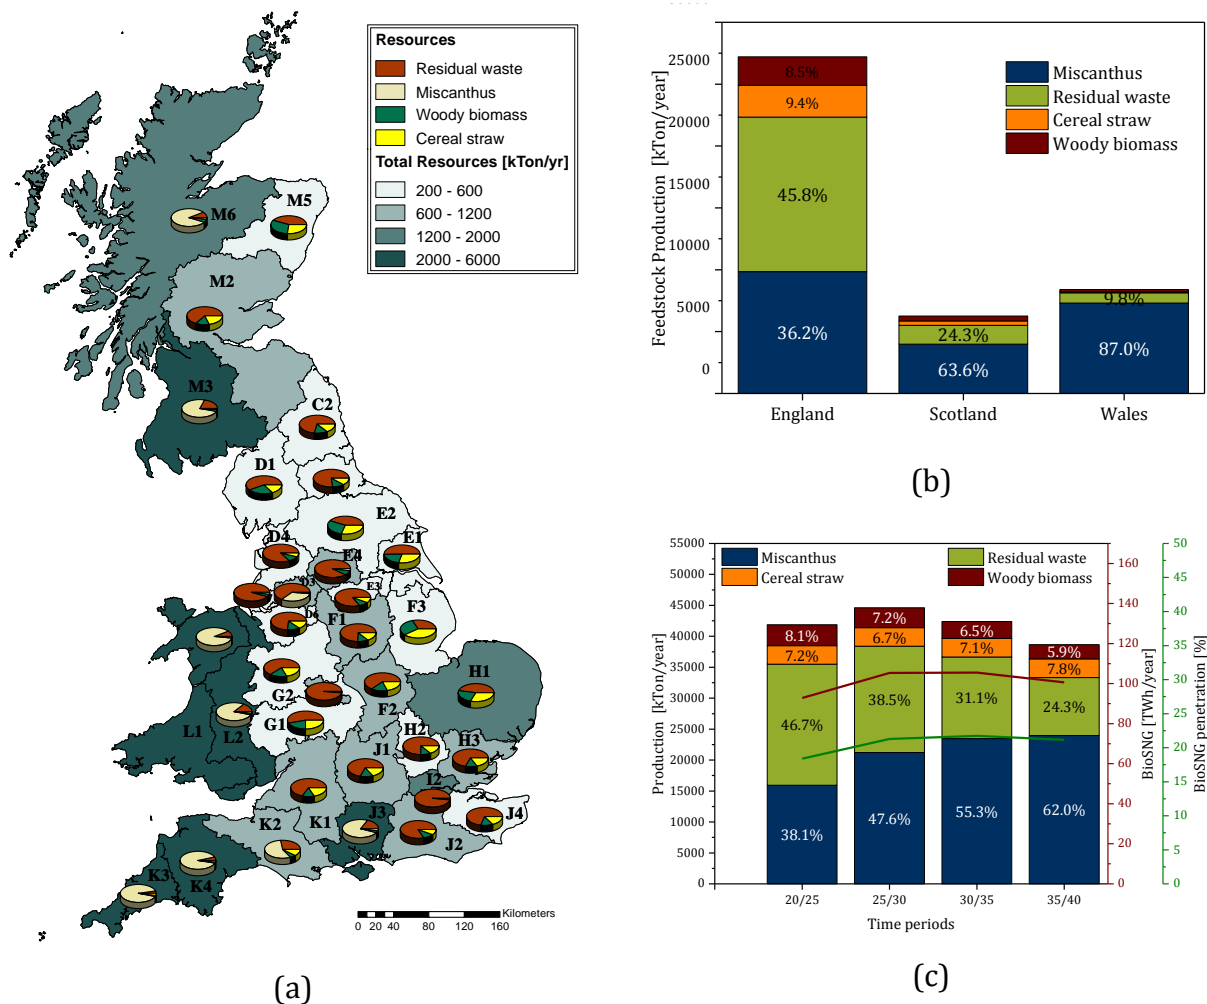 Resources
Residual waste
Miscanthus
Woody biomass
Cereal straw
Total Resources [kTon/yr]
200 - 600
600 - 1200
1200 - 2000
2000 - 6000
M5
M6
M2
M3
C2
D1
E2
D4
E1
E4
D3
E3
F3
F1
D6
H1
G2
F2
L1
L2
G1
H2
H3
J1
I2
J3
J4
K2
K1
J2
K3
K4
Kilometers
0 20 40 80 120 160
(a)
Feedstock Production [kTon/year]
25000
20000
15000
10000
5000
0
Miscanthus
Residual waste
Cereal straw
Woody biomass
8.5%
9.4%
45.8%
36.2%
24.3%
63.6%
9.8%
87.0%
England
Scotland
Wales
(b)
Production [kTon/year]
55000
50000
45000
40000
35000
30000
25000
20000
15000
10000
5000
0
Miscanthus
Residual waste
Cereal straw
Woody biomass
8.1%
7.2%
46.7%
38.1%
7.2%
6.7%
38.5%
47.6%
6.5%
7.1%
31.1%
55.3%
5.9%
7.8%
24.3%
62.0%
20/25
25/30
30/35
35/40
Time periods
160
140
120
100
80
60
40
20
0
BioSNG [TWh/year]
50
45
40
35
30
25
20
15
10
5
0
BioSNG penetration [%]
(c)